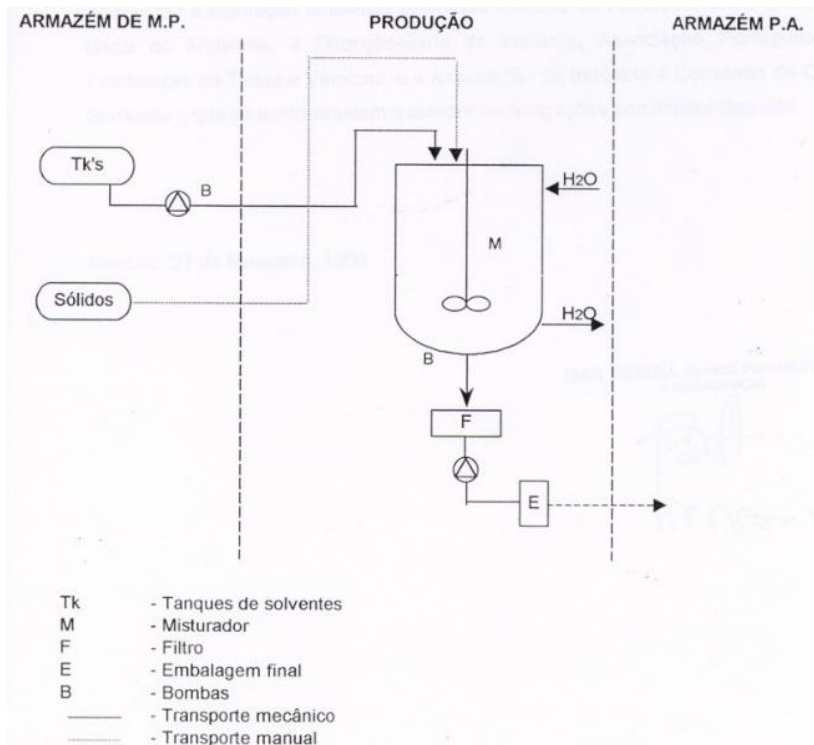 ARMAZÉM DE M.P.
PRODUÇÃO
ARMAZÉM P.A.
Tk's
B
H2O
M
Sólidos
H2O
B
F
E
Tk - Tanques de solventes
M - Misturador
F - Filtro
E - Embalagem final
B - Bombas
- Transporte mecânico
- Transporte manual